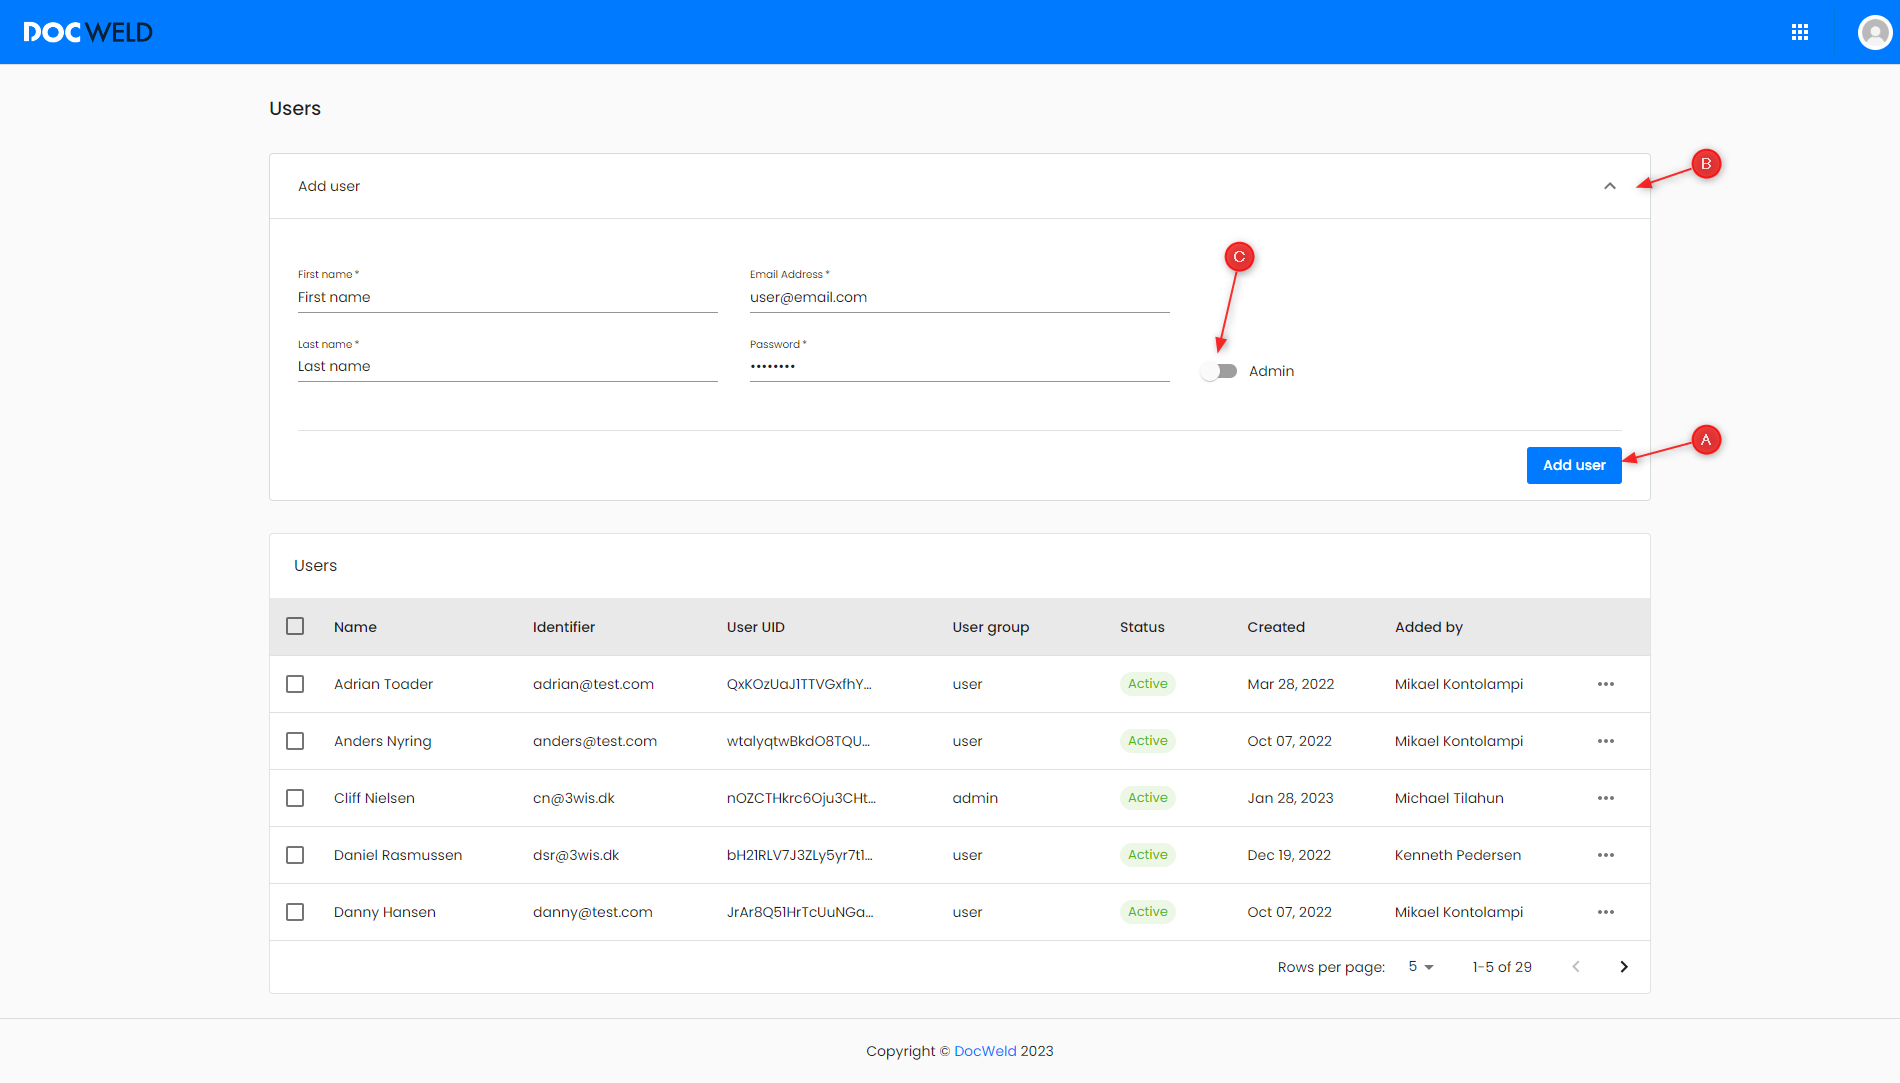 DOCWELD
Users
Add user
B
C
First name *
Email Address *
First name
user@email.com
Last name *
Password *
Last name
••••••••
Admin
A
Add user
Users
Name Identifier User UID User group Status Created Added by
Adrian Toader adrian@test.com QxKOzUaJ1TTVGxfhY... user Active Mar 28, 2022 Mikael Kontolampi
Anders Nyring anders@test.com wtalyqtwBkdO8TQU... user Active Oct 07, 2022 Mikael Kontolampi
Cliff Nielsen cn@3wis.dk nOZCTHkrc6Oju3CHt... admin Active Jan 28, 2023 Michael Tilahun
Daniel Rasmussen dsr@3wis.dk bH21RLV7J3ZLy5yr7t1... user Active Dec 19, 2022 Kenneth Pedersen
Danny Hansen danny@test.com JrAr8Q51HrTcUuNGa... user Active Oct 07, 2022 Mikael Kontolampi
Rows per page: 5 1-5 of 29
Copyright © DocWeld 2023